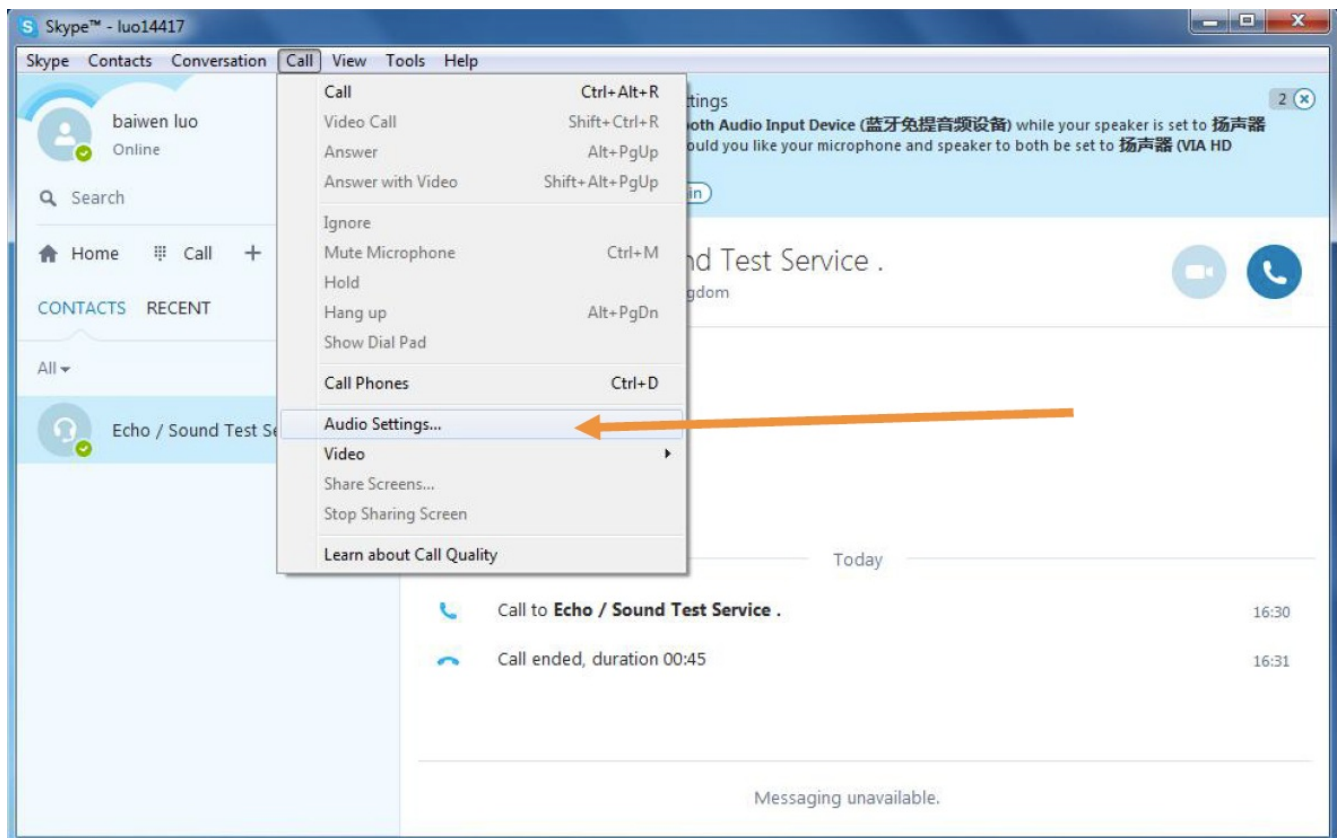 Skype™ - luo14417
Skype Contacts Conversation Call View Tools Help
baiwen luo
Online
Search
Home Call
CONTACTS RECENT
All
Echo / Sound Test
Call Ctrl+Alt+R
Video Call Shift+Ctrl+R
Answer Alt+PgUp
Answer with Video Shift+Alt+PgUp
Ignore
Mute Microphone Ctrl+M
Hold
Hang up Alt+PgDn
Show Dial Pad
Call Phones Ctrl+D
Audio Settings...
Video
Share Screens...
Stop Sharing Screen
Learn about Call Quality
ttings 2
oth Audio Input Device (蓝牙免提音频设备) while your speaker is set to 扬声器
ould you like your microphone and speaker to both be set to 扬声器 (VIA HD
in
nd Test Service .
gdom
Today
Call to Echo / Sound Test Service . 16:30
Call ended, duration 00:45 16:31
Messaging unavailable.